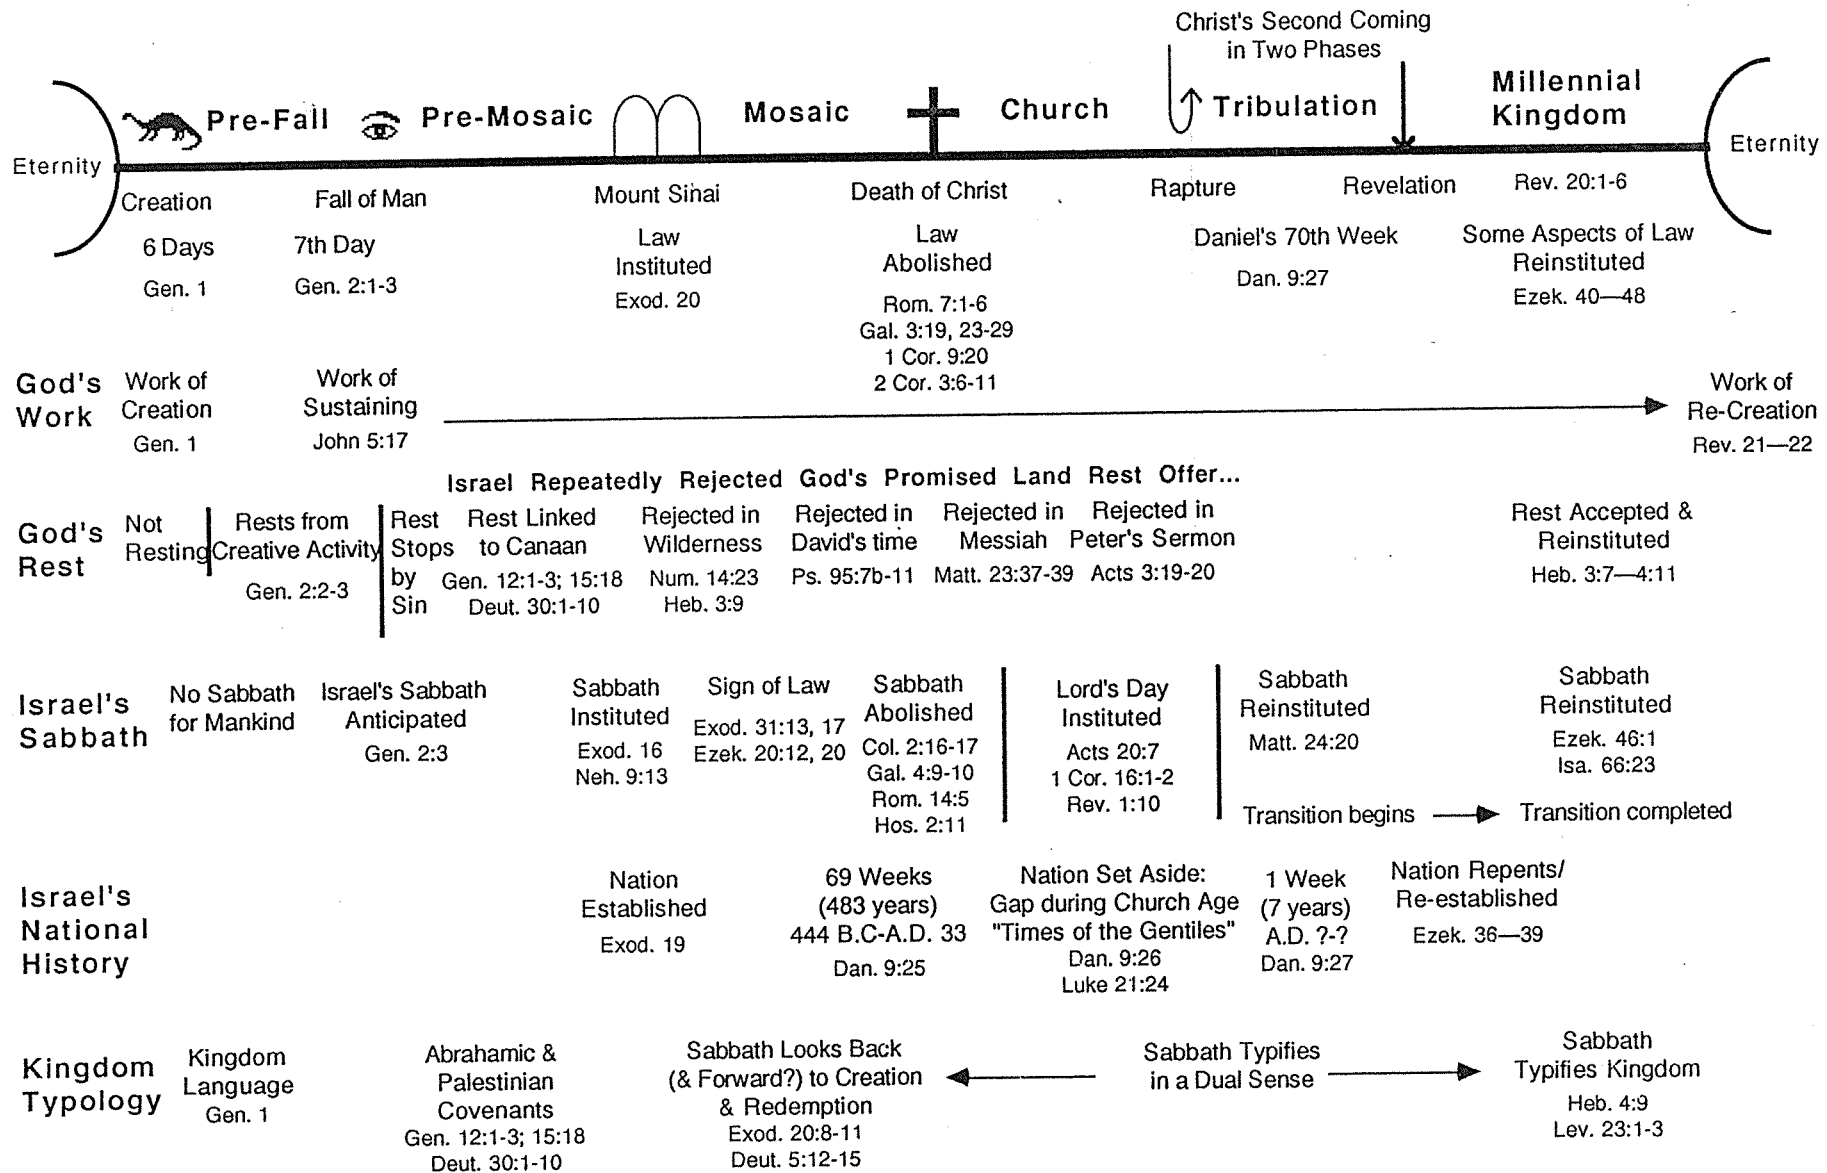 Christ's Second Coming
in Two Phases
Pre-Fall
Pre-Mosaic
Mosaic
Church
Tribulation
Millennial
Kingdom
Eternity
Eternity
Creation
Fall of Man
Mount Sinai
Death of Christ
Rapture
Revelation
Rev. 20:1-6
6 Days
Gen. 1
7th Day
Gen. 2:1-3
Law
Instituted
Exod. 20
Law
Abolished
Rom. 7:1-6
Gal. 3:19, 23-29
1 Cor. 9:20
2 Cor. 3:6-11
Daniel's 70th Week
Dan. 9:27
Some Aspects of Law
Reinstituted
Ezek. 40—48
God's
Work
Work of
Creation
Gen. 1
Work of
Sustaining
John 5:17
Work of
Re-Creation
Rev. 21—22
Israel Repeatedly Rejected God's Promised Land Rest Offer...
God's
Rest
Not
Resting
Rests from
Creative Activity
Gen. 2:2-3
Rest
Stops
by
Sin
Rest Linked
to Canaan
Gen. 12:1-3; 15:18
Deut. 30:1-10
Rejected in
Wilderness
Num. 14:23
Heb. 3:9
Rejected in
David's time
Ps. 95:7b-11
Rejected in
Messiah
Matt. 23:37-39
Rejected in
Peter's Sermon
Acts 3:19-20
Rest Accepted &
Reinstituted
Heb. 3:7—4:11
Israel's
Sabbath
No Sabbath
for Mankind
Israel's Sabbath
Anticipated
Gen. 2:3
Sabbath
Instituted
Exod. 16
Neh. 9:13
Sign of Law
Exod. 31:13, 17
Ezek. 20:12, 20
Sabbath
Abolished
Col. 2:16-17
Gal. 4:9-10
Rom. 14:5
Hos. 2:11
Lord's Day
Instituted
Acts 20:7
1 Cor. 16:1-2
Rev. 1:10
Sabbath
Reinstituted
Matt. 24:20
Sabbath
Reinstituted
Ezek. 46:1
Isa. 66:23
Transition begins
Transition completed
Israel's
National
History
Nation
Established
Exod. 19
69 Weeks
(483 years)
444 B.C-A.D. 33
Dan. 9:25
Nation Set Aside:
Gap during Church Age
"Times of the Gentiles"
Dan. 9:26
Luke 21:24
1 Week
(7 years)
A.D. ?-?
Dan. 9:27
Nation Repents/
Re-established
Ezek. 36—39
Kingdom
Typology
Kingdom
Language
Gen. 1
Abrahamic &
Palestinian
Covenants
Gen. 12:1-3; 15:18
Deut. 30:1-10
Sabbath Looks Back
(& Forward?) to Creation
& Redemption
Exod. 20:8-11
Deut. 5:12-15
Sabbath Typifies
in a Dual Sense
Sabbath
Typifies Kingdom
Heb. 4:9
Lev. 23:1-3